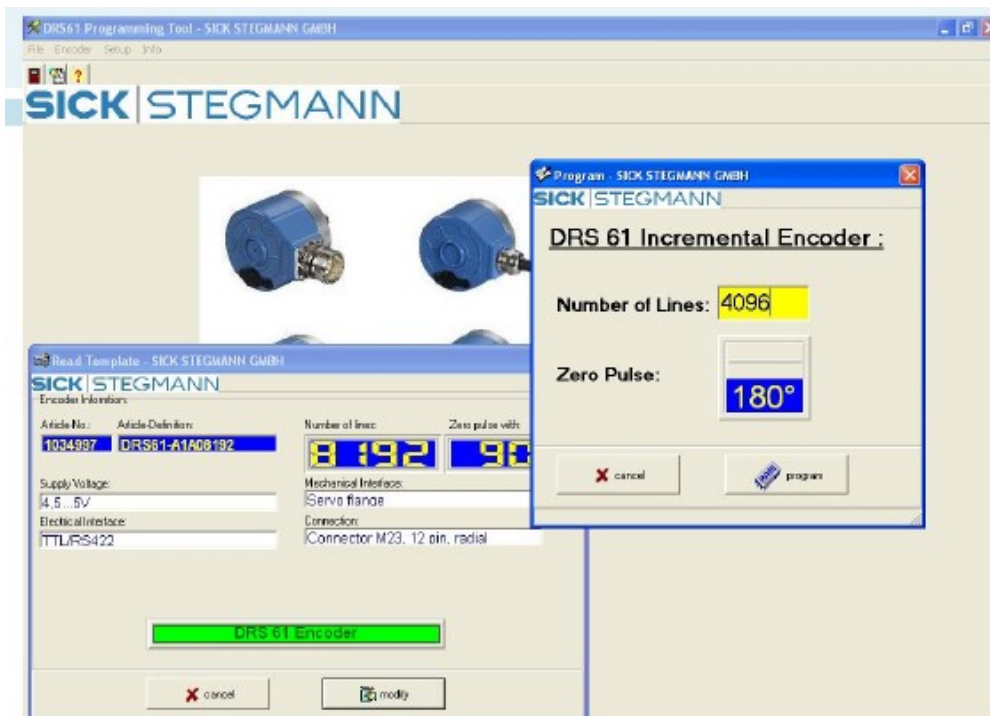 DRS61 Programming Tool - SICK STEGMANN GMBH
File Encoder Setup Info
SICK STEGMANN
Program - SICK STEGMANN GMBH
SICK STEGMANN
DRS 61 Incremental Encoder :
Number of Lines: 4096
Zero Pulse: 180°
cancel program
Read Template - SICK STEGMANN GMBH
SICK STEGMANN
Article-No.: Article-Definition: Number of lines: Zero pulse with:
1034997 DRS61-A1A08192 8192 90
Supply Voltage: Mechanical Interface:
4,5...5V Servo flange
Electrical Interface: Connection:
TTL/RS422 Connector M23, 12 pin, radial
DRS 61 Encoder
cancel modify